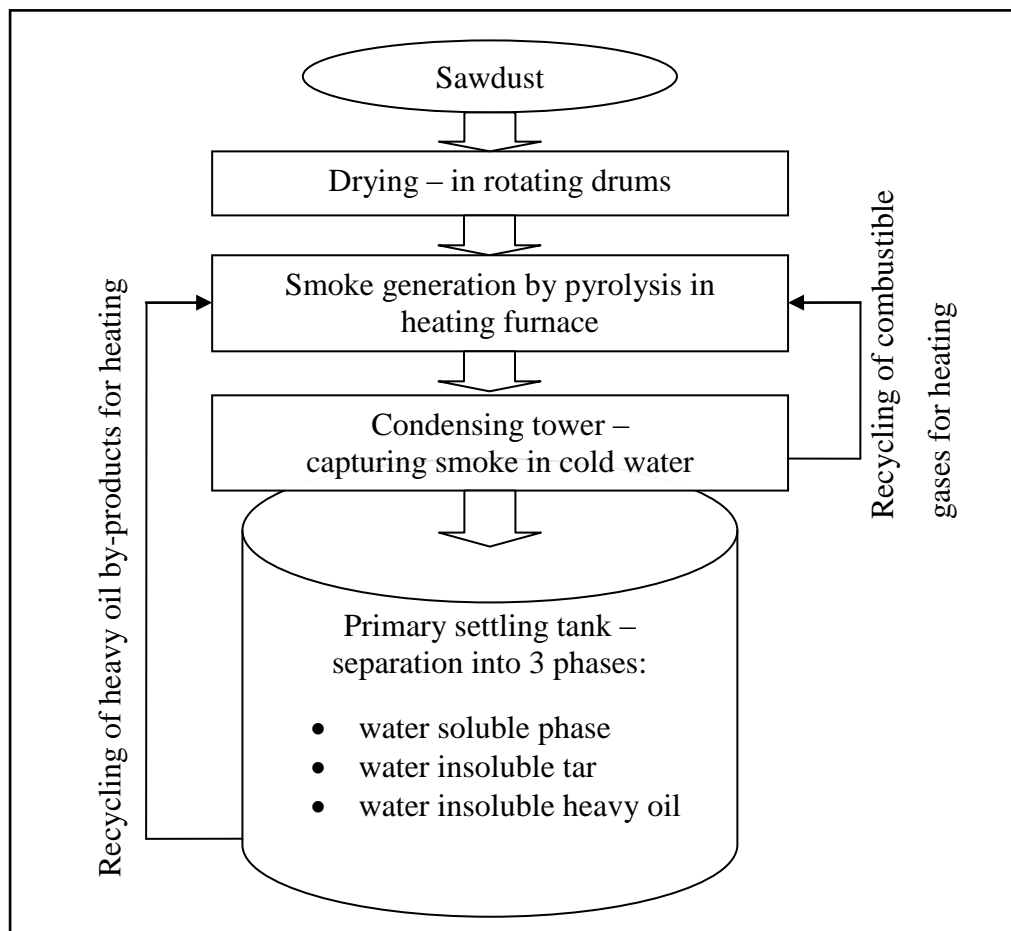 Sawdust
Drying – in rotating drums
Smoke generation by pyrolysis in
heating furnace
Condensing tower –
capturing smoke in cold water
Primary settling tank –
separation into 3 phases:
• water soluble phase
• water insoluble tar
• water insoluble heavy oil
Recycling of heavy oil by-products for heating
Recycling of combustible
gases for heating